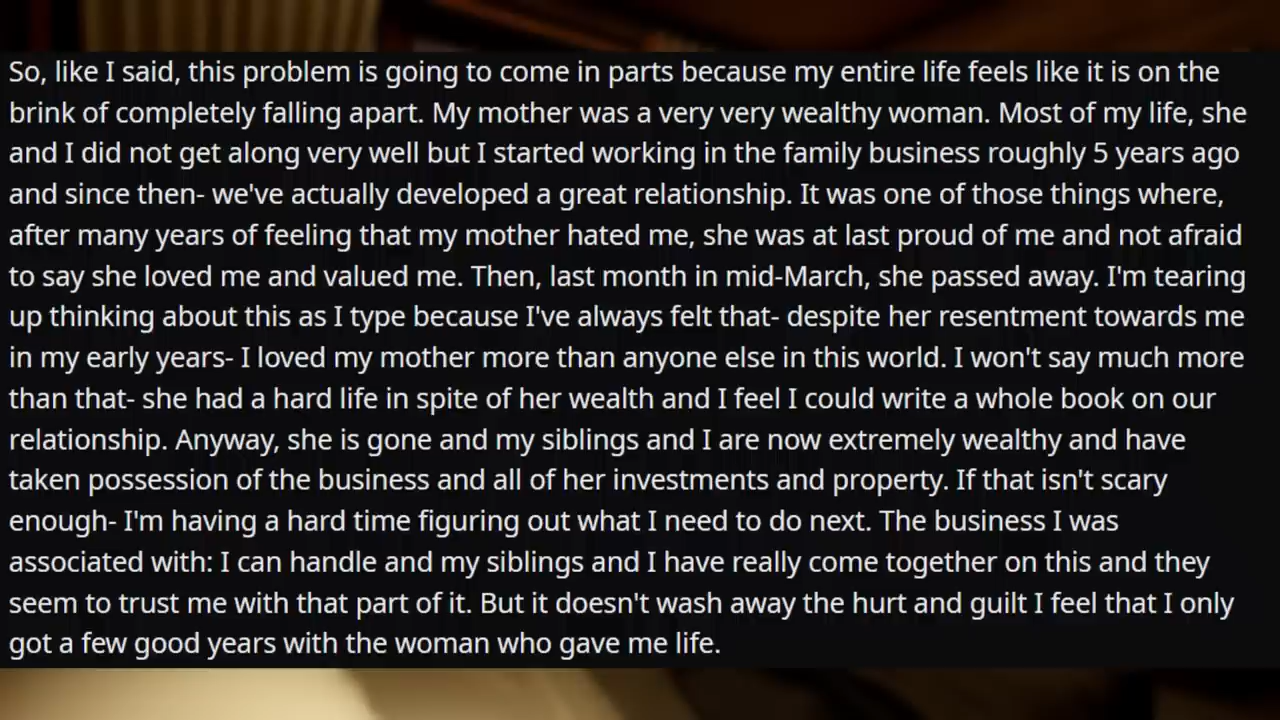 So, like I said, this problem is going to come in parts because my entire life feels like it is on the
brink of completely falling apart. My mother was a very very wealthy woman. Most of my life, she
and I did not get along very well but I started working in the family business roughly 5 years ago
and since then- we've actually developed a great relationship. It was one of those things where,
after many years of feeling that my mother hated me, she was at last proud of me and not afraid
to say she loved me and valued me. Then, last month in mid-March, she passed away. I'm tearing
up thinking about this as I type because I've always felt that- despite her resentment towards me
in my early years- I loved my mother more than anyone else in this world. I won't say much more
than that- she had a hard life in spite of her wealth and I feel I could write a whole book on our
relationship. Anyway, she is gone and my siblings and I are now extremely wealthy and have
taken possession of the business and all of her investments and property. If that isn't scary
enough- I'm having a hard time figuring out what I need to do next. The business I was
associated with: I can handle and my siblings and I have really come together on this and they
seem to trust me with that part of it. But it doesn't wash away the hurt and guilt I feel that I only
got a few good years with the woman who gave me life.